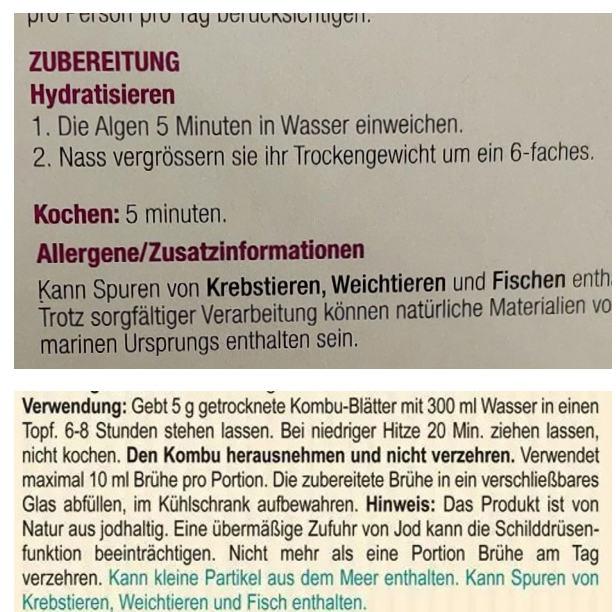 pro Person pro Tag berücksichtigen.
ZUBEREITUNG
Hydratisieren
1. Die Algen 5 Minuten in Wasser einweichen.
2. Nass vergrössern sie ihr Trockengewicht um ein 6-faches.
Kochen: 5 minuten.
Allergene/Zusatzinformationen
Kann Spuren von Krebstieren, Weichtieren und Fischen enth
Trotz sorgfältiger Verarbeitung können natürliche Materialien vo
marinen Ursprungs enthalten sein.
Verwendung: Gebt 5 g getrocknete Kombu-Blätter mit 300 ml Wasser in einen
Topf. 6-8 Stunden stehen lassen. Bei niedriger Hitze 20 Min. ziehen lassen,
nicht kochen. Den Kombu herausnehmen und nicht verzehren. Verwendet
maximal 10 ml Brühe pro Portion. Die zubereitete Brühe in ein verschließbares
Glas abfüllen, im Kühlschrank aufbewahren. Hinweis: Das Produkt ist von
Natur aus jodhaltig. Eine übermäßige Zufuhr von Jod kann die Schilddrüsen-
funktion beeinträchtigen. Nicht mehr als eine Portion Brühe am Tag
verzehren. Kann kleine Partikel aus dem Meer enthalten. Kann Spuren von
Krebstieren, Weichtieren und Fisch enthalten.